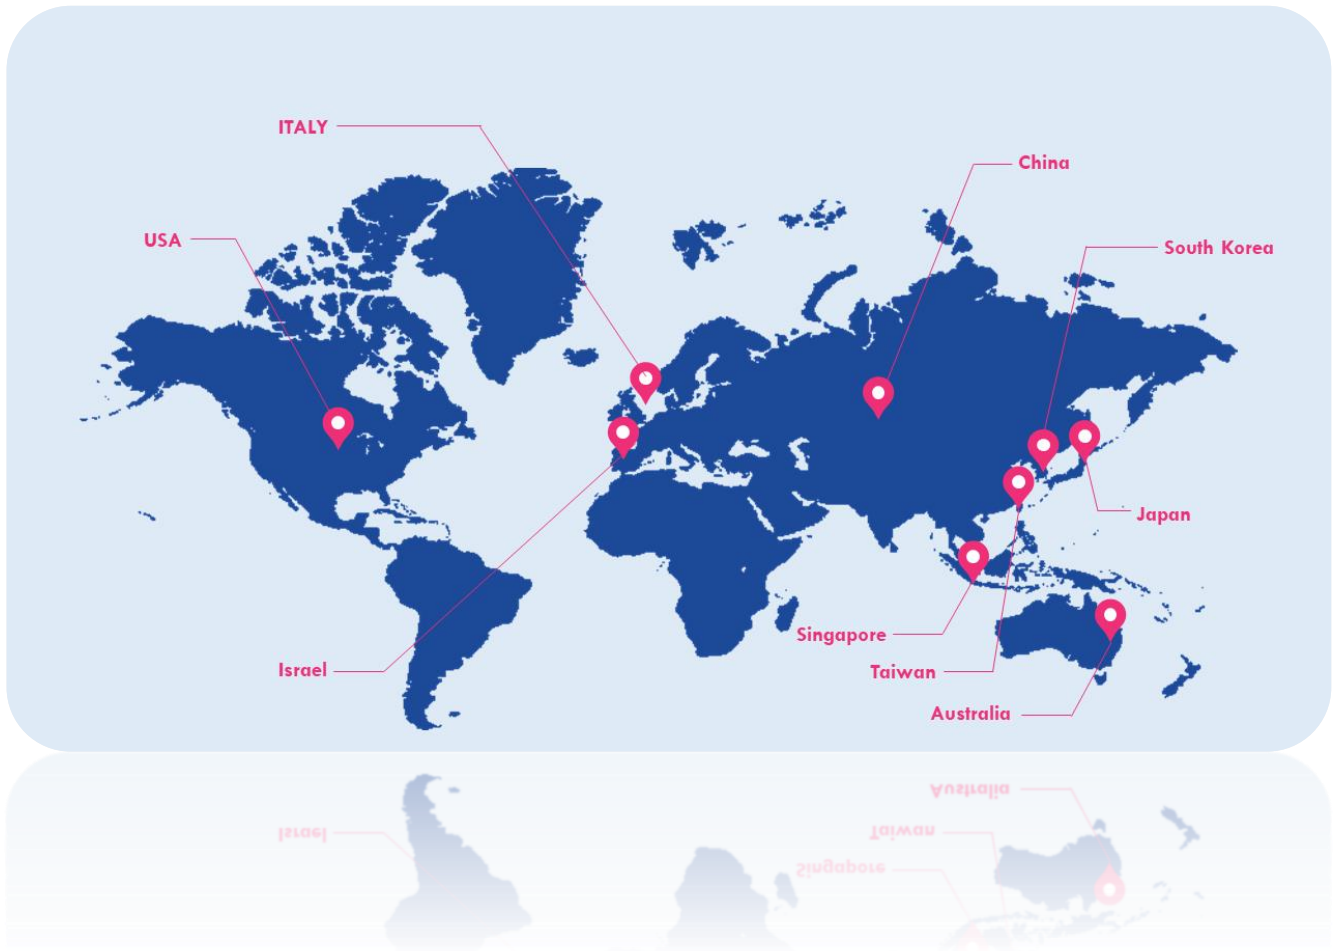 ITALY
China
USA
South Korea
Japan
Singapore
Israel
Taiwan
Australia